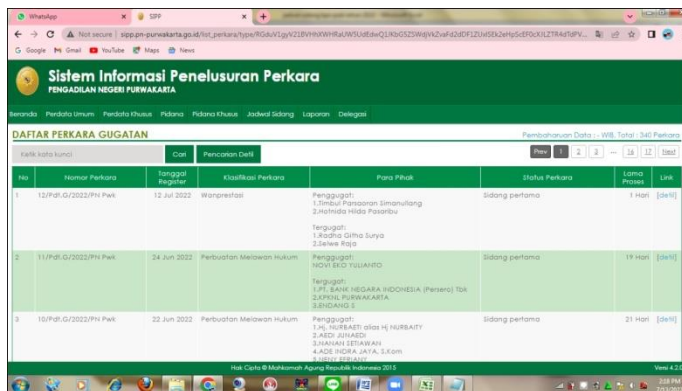 WhatsApp
SIPP
Not secure | sipp.pn-purwakarta.go.id/list_perkara/type/
Google Gmail YouTube Maps News
Sistem Informasi Penelusuran Perkara
PENGADILAN NEGERI PURWAKARTA
Beranda Perdata Umum Perdata Khusus Pidana Pidana Khusus Jadwal Sidang Laporan Delegasi
DAFTAR PERKARA GUGATAN
Pembaharuan Data : - WIB, Total : 340 Perkara
Ketik kata kunci Cari Pencarian Detil
Prev 1 2 3 ... 16 17 Next
No Nomor Perkara Tanggal Register Klasifikasi Perkara Para Pihak Status Perkara Lama Proses Link
1 12/Pdt.G/2022/PN Pwk 12 Jul 2022 Wanprestasi Penggugat: Sidang pertama 1 Hari [detil]
1.Timbul Parsaoran Simanullang
2.Hotnida Hilda Pasaribu
Tergugat:
1.Radha Githa Surya
2.Selwe Raja
2 11/Pdt.G/2022/PN Pwk 24 Jun 2022 Perbuatan Melawan Hukum Penggugat: Sidang pertama 19 Hari [detil]
NOVI EKO YULIANTO
Tergugat:
1.PT. BANK NEGARA INDONESIA (Persero) Tbk
2.KPKNL PURWAKARTA
3.ENDANG S
3 10/Pdt.G/2022/PN Pwk 22 Jun 2022 Perbuatan Melawan Hukum Penggugat: Sidang pertama 21 Hari [detil]
1.Hj. NURBAETI alias Hj NURBAITY
2.AEDI JUNAEDI
3.NANAN SETIAWAN
4.ADE INDRA JAYA, S.Kom
5.NENY EFRIANY
Hak Cipta © Mahkamah Agung Republik Indonesia 2015
Versi 4.2.0
2:58 PM